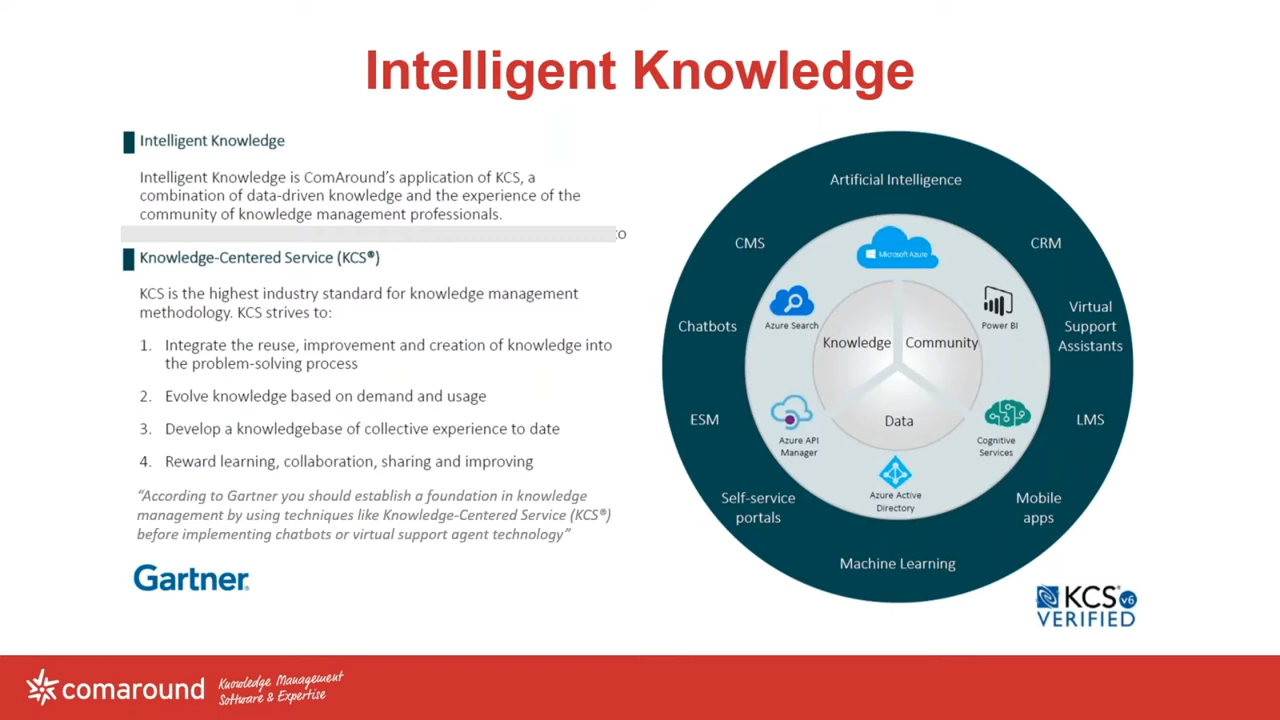 Intelligent Knowledge
Intelligent Knowledge
Intelligent Knowledge is ComAround's application of KCS, a
combination of data-driven knowledge and the experience of the
community of knowledge management professionals.
to
Knowledge-Centered Service (KCS®)
KCS is the highest industry standard for knowledge management
methodology. KCS strives to:
1. Integrate the reuse, improvement and creation of knowledge into
the problem-solving process
2. Evolve knowledge based on demand and usage
3. Develop a knowledgebase of collective experience to date
4. Reward learning, collaboration, sharing and improving
“According to Gartner you should establish a foundation in knowledge
management by using techniques like Knowledge-Centered Service (KCS®)
before implementing chatbots or virtual support agent technology”
Gartner®
Artificial Intelligence
CMS
CRM
Chatbots
Virtual
Support
Assistants
ESM
LMS
Self-service
portals
Mobile
apps
Machine Learning
Microsoft Azure
Azure Search
Power BI
Azure API
Manager
Cognitive
Services
Azure Active
Directory
Knowledge
Community
Data
KCS® v6
VERIFIED
comaround
Knowledge Management
Software & Expertise